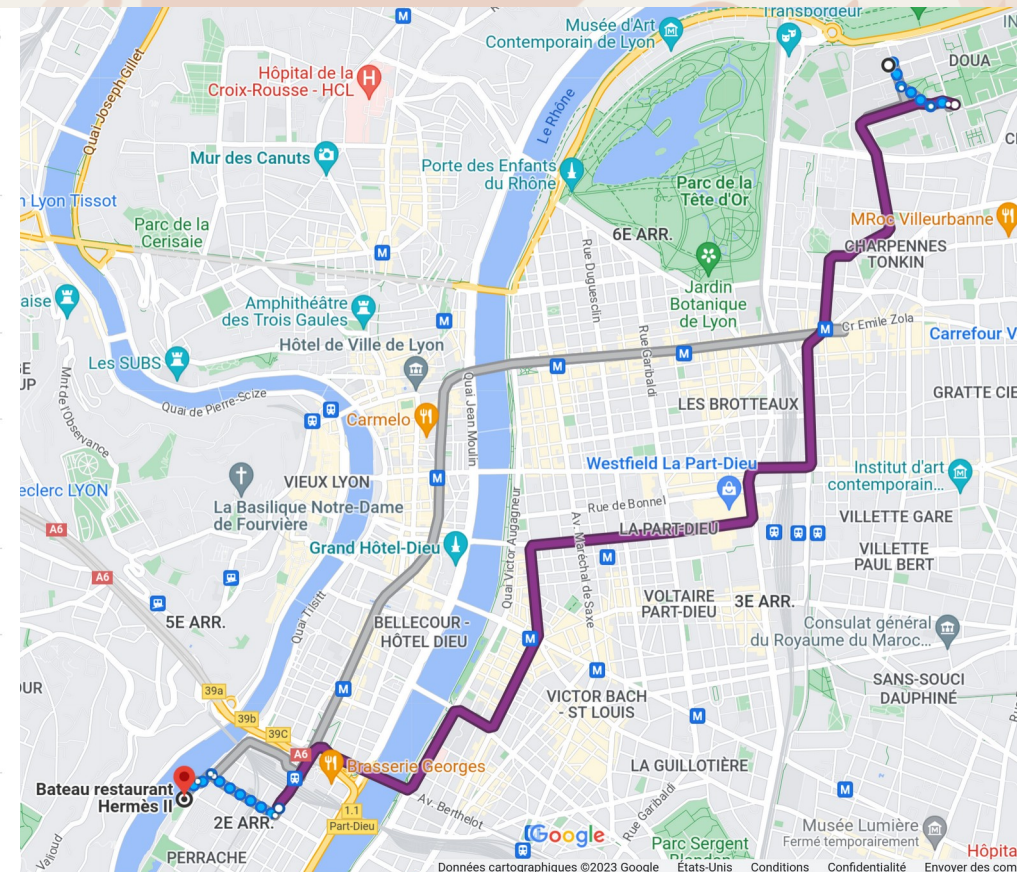 Transbordeur
Musée d'Art
Contemporain de Lyon
DOUA
Hôpital de la
Croix-Rousse - HCL
H
M
Quai Joseph Gillet
Le Rhône
Mur des Canuts
Porte des Enfants
du Rhône
Parc de la
Tête d'Or
n Lyon Tissot
Parc de la
Cerisaie
MRoc Villeurbanne
6E ARR.
CHARPENNES
TONKIN
M
Rue Duguesclin
Jardin
Botanique
de Lyon
aise
Amphithéâtre
des Trois Gaules
M
Cr Emile Zola
M
Carrefour V
Hôtel de Ville de Lyon
Rue Garibaldi
Les SUBS
M
M
Mnt de l'Observance
Quai de Pierre-Scize
Quai Jean Moulin
GRATTE CIE
LES BROTTEAUX
Carmelo
eclerc LYON
VIEUX LYON
M
Westfield La Part-Dieu
Institut d'art
contemporain...
La Basilique Notre-Dame
de Fourvière
Rue de Bonnel
A6
Quai Victor Augagneur
Av. Maréchal de Saxe
LA PART-DIEU
VILLETTE GARE
Grand Hôtel-Dieu
M
VILLETTE
PAUL BERT
A6
Quai Tilsitt
VOLTAIRE
PART-DIEU
3E ARR.
5E ARR.
BELLECOUR -
HÔTEL DIEU
M
Consulat général
du Royaume du Maroc...
M
SANS-SOUCI
DAUPHINÉ
39a
M
VICTOR BACH
- ST LOUIS
39b
M
39C
A6
Brasserie Georges
LA GUILLOTIÈRE
Bateau restaurant
Hermès II
M
Av. Berthelot
Rue Garibaldi
1.1
Part-Dieu
2E ARR.
Google
Musée Lumière
Fermé temporairement
Parc Sergent
Blandan
Hôpita
PERRACHE
Données cartographiques ©2023 Google
États-Unis
Conditions
Confidentialité
Envoyer des com